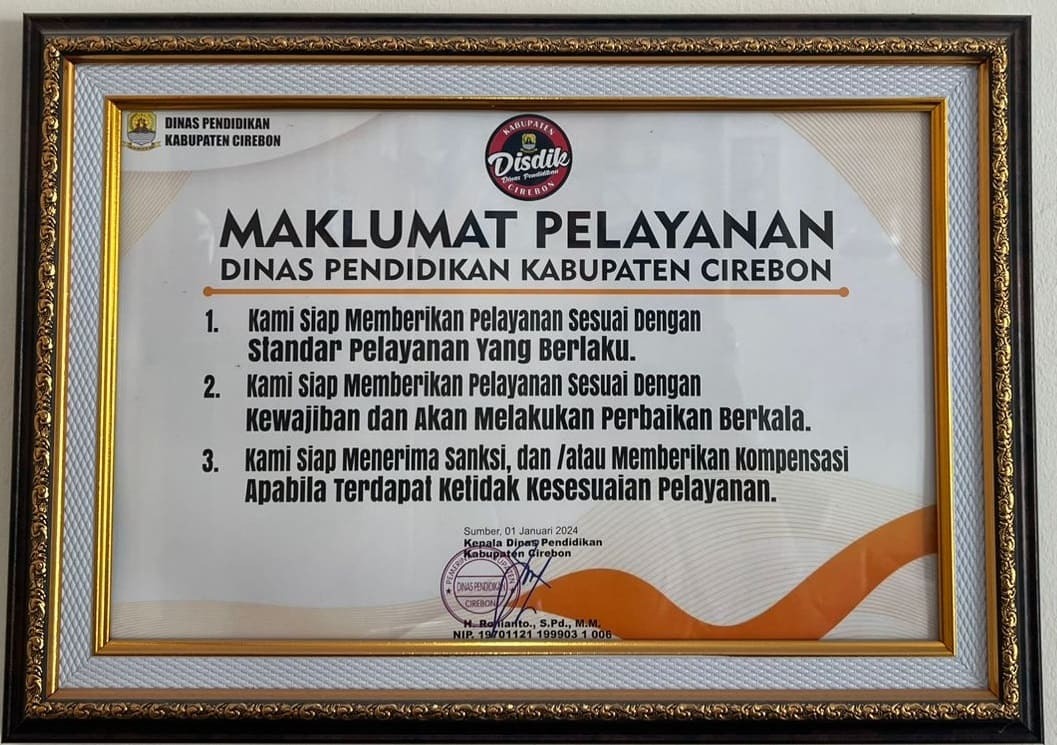 DINAS PENDIDIKAN
KABUPATEN CIREBON
KABUPATEN
Disdik
Dinas Pendidikan
CIREBON
MAKLUMAT PELAYANAN
DINAS PENDIDIKAN KABUPATEN CIREBON
1. Kami Siap Memberikan Pelayanan Sesuai Dengan
Standar Pelayanan Yang Berlaku.
2. Kami Siap Memberikan Pelayanan Sesuai Dengan
Kewajiban dan Akan Melakukan Perbaikan Berkala.
3. Kami Siap Menerima Sanksi, dan /atau Memberikan Kompensasi
Apabila Terdapat Ketidak Kesesuaian Pelayanan.
Sumber, 01 Januari 2024
Kepala Dinas Pendidikan
Kabupaten Cirebon
DINAS PENDIDIKAN
CIREBON
H. Ronianto., S.Pd., M.M.
NIP. 19701121 199903 1 006